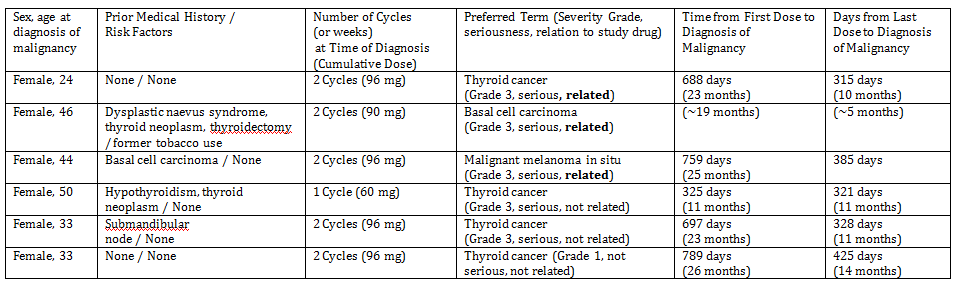 Sex, age at
diagnosis of
malignancy
Prior Medical History /
Risk Factors
Number of Cycles
(or weeks)
at Time of Diagnosis
(Cumulative Dose)
Preferred Term (Severity Grade,
seriousness, relation to study drug)
Time from First Dose to
Diagnosis of
Malignancy
Days from Last
Dose to Diagnosis
of Malignancy
Female, 24
None / None
2 Cycles (96 mg)
Thyroid cancer
(Grade 3, serious, related)
688 days
(23 months)
315 days
(10 months)
Female, 46
Dysplastic naevus syndrome,
thyroid neoplasm, thyroidectomy
/ former tobacco use
2 Cycles (90 mg)
Basal cell carcinoma
(Grade 3, serious, related)
(~19 months)
(~5 months)
Female, 44
Basal cell carcinoma / None
2 Cycles (96 mg)
Malignant melanoma in situ
(Grade 3, serious, related)
759 days
(25 months)
385 days
Female, 50
Hypothyroidism, thyroid
neoplasm / None
1 Cycle (60 mg)
Thyroid cancer
(Grade 3, serious, not related)
325 days
(11 months)
321 days
(11 months)
Female, 33
Submandibular
node / None
2 Cycles (96 mg)
Thyroid cancer
(Grade 3, serious, not related)
697 days
(23 months)
328 days
(11 months)
Female, 33
None / None
2 Cycles (96 mg)
Thyroid cancer (Grade 1, not
serious, not related)
789 days
(26 months)
425 days
(14 months)